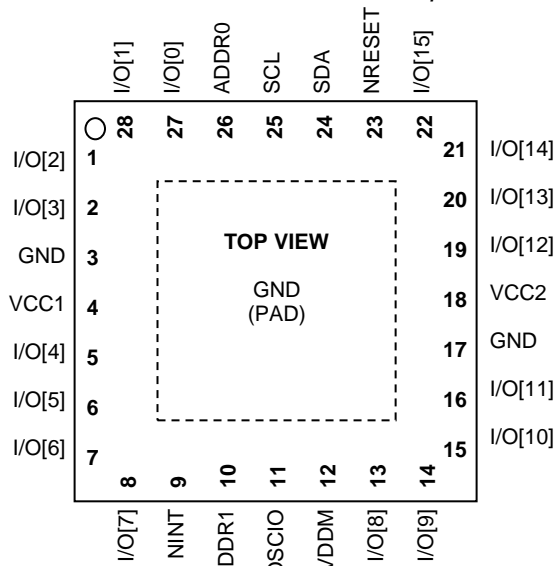 I/O[1]
I/O[0]
ADDR0
SCL
SDA
NRESET
I/O[15]
28
27
26
25
24
23
22
I/O[2] 1
I/O[3] 2
GND 3
VCC1 4
I/O[4] 5
I/O[5] 6
I/O[6] 7
TOP VIEW
GND
(PAD)
21 I/O[14]
20 I/O[13]
19 I/O[12]
18 VCC2
17 GND
16 I/O[11]
15 I/O[10]
8
9
10
11
12
13
14
I/O[7]
NINT
DDR1
OSCIO
VDDM
I/O[8]
I/O[9]